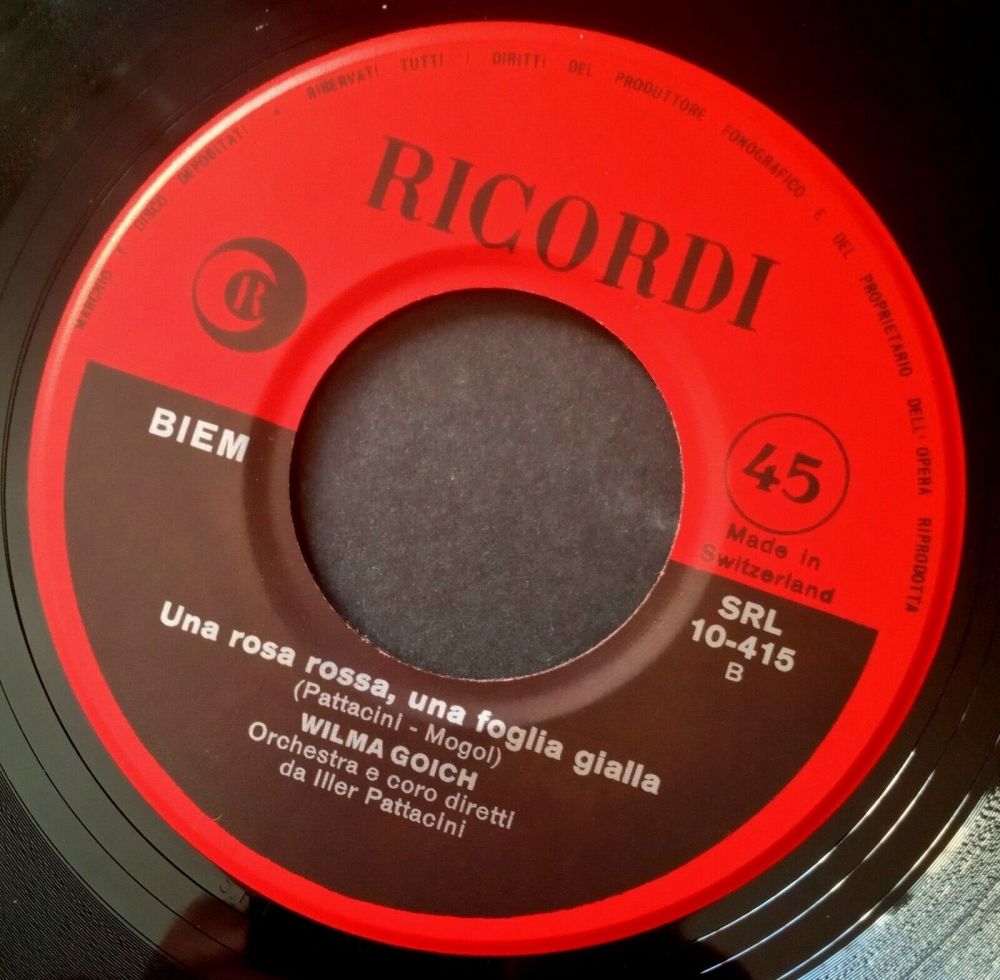 MARCHIO E DISCO DEPOSITATI • RISERVATI TUTTI I DIRITTI DEL PRODUTTORE FONOGRAFICO E DEL PROPRIETARIO DELL'OPERA RIPRODOTTA
RICORDI
CR
BIEM
45
Made in
Switzerland
SRL
10-415
B
Una rosa rossa, una foglia gialla
(Pattacini - Mogol)
WILMA GOICH
Orchestra e coro diretti
da Iller Pattacini